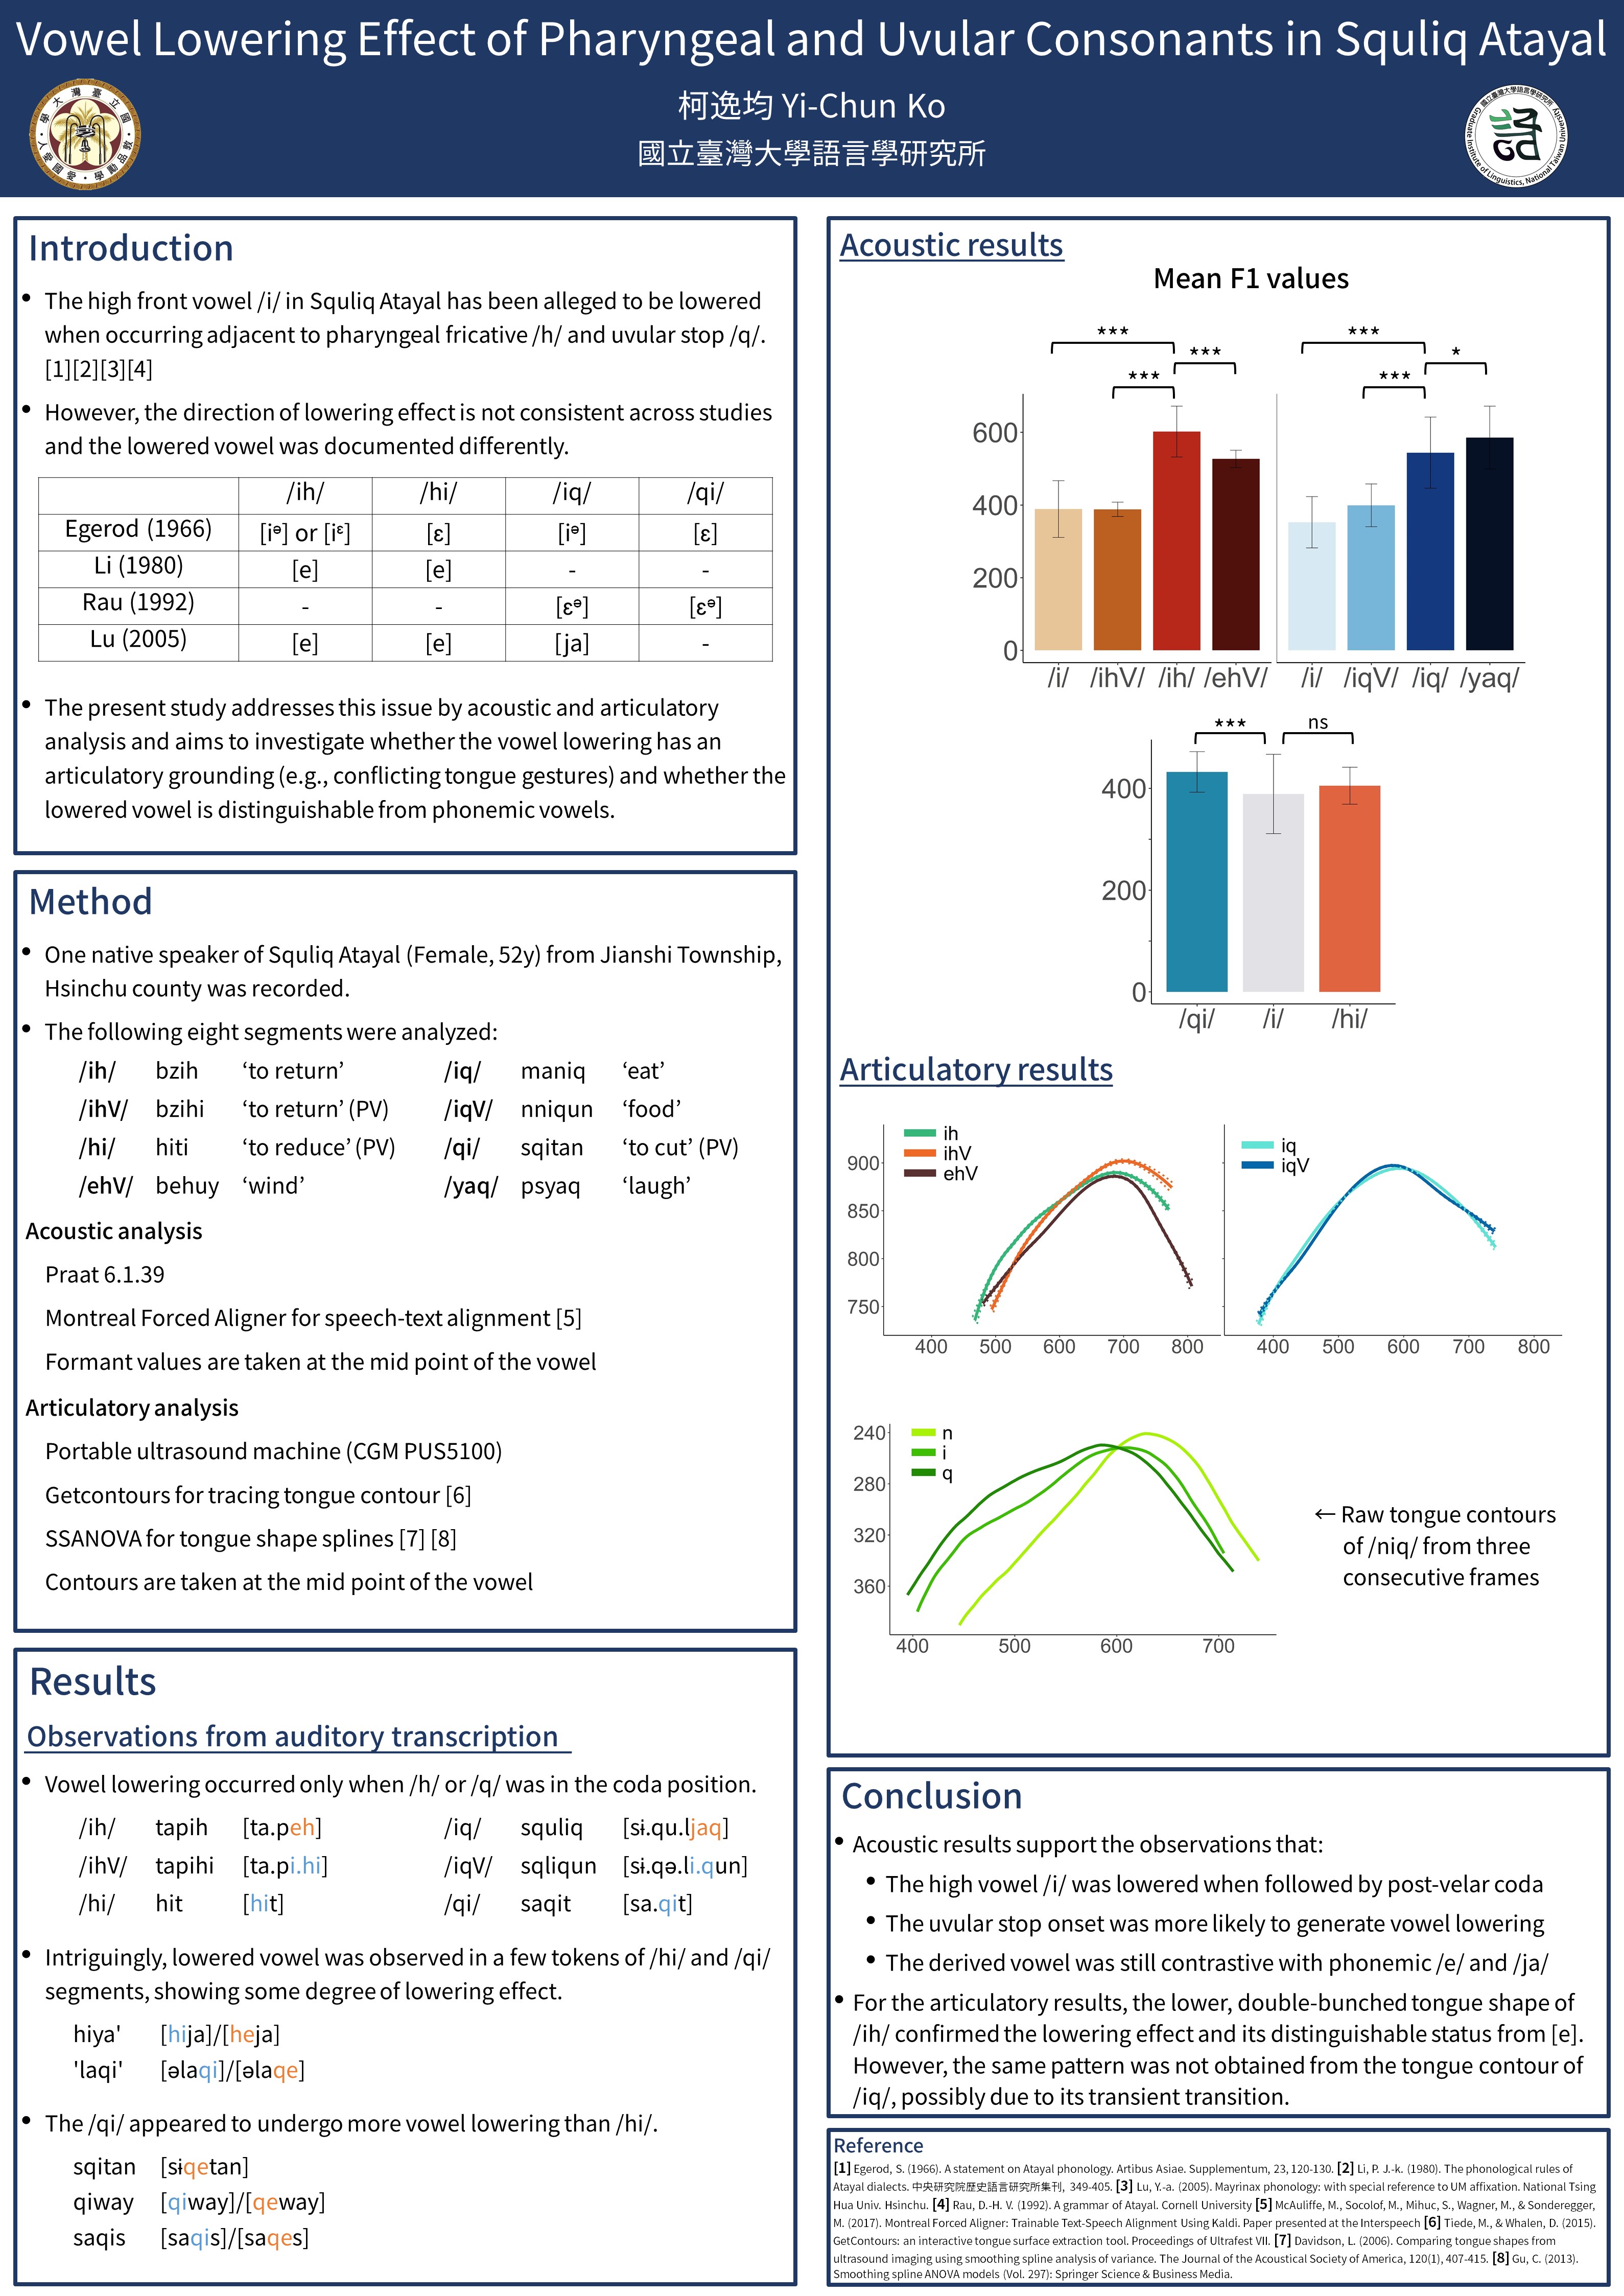 Vowel Lowering Effect of Pharyngeal and Uvular Consonants in Squliq Atayal
柯逸均 Yi-Chun Ko
國立臺灣大學語言學研究所
Graduate Institute of Linguistics, National Taiwan University
國立臺灣大學語言學研究所
Introduction
• The high front vowel /i/ in Squliq Atayal has been alleged to be lowered
when occurring adjacent to pharyngeal fricative /h/ and uvular stop /q/.
[1][2][3][4]
• However, the direction of lowering effect is not consistent across studies
and the lowered vowel was documented differently.
/ih/ /hi/ /iq/ /qi/
Egerod (1966) [iᵊ] or [iᵋ] [ɛ] [iᵊ] [ɛ]
Li (1980) [e] [e] - -
Rau (1992) - - [ɛᵊ] [ɛᵊ]
Lu (2005) [e] [e] [ja] -
• The present study addresses this issue by acoustic and articulatory
analysis and aims to investigate whether the vowel lowering has an
articulatory grounding (e.g., conflicting tongue gestures) and whether the
lowered vowel is distinguishable from phonemic vowels.
Method
• One native speaker of Squliq Atayal (Female, 52y) from Jianshi Township,
Hsinchu county was recorded.
• The following eight segments were analyzed:
/ih/ bzih ‘to return’ /iq/ maniq ‘eat’
/ihV/ bzihi ‘to return’ (PV) /iqV/ nniqun ‘food’
/hi/ hiti ‘to reduce’ (PV) /qi/ sqitan ‘to cut’ (PV)
/ehV/ behuy ‘wind’ /yaq/ psyaq ‘laugh’
Acoustic analysis
Praat 6.1.39
Montreal Forced Aligner for speech-text alignment [5]
Formant values are taken at the mid point of the vowel
Articulatory analysis
Portable ultrasound machine (CGM PUS5100)
Getcontours for tracing tongue contour [6]
SSANOVA for tongue shape splines [7] [8]
Contours are taken at the mid point of the vowel
Results
Observations from auditory transcription
• Vowel lowering occurred only when /h/ or /q/ was in the coda position.
/ih/ tapih [ta.peh] /iq/ squliq [sɨ.qu.ljaq]
/ihV/ tapihi [ta.pi.hi] /iqV/ sqliqun [sɨ.qə.li.qun]
/hi/ hit [hit] /qi/ saqit [sa.qit]
• Intriguingly, lowered vowel was observed in a few tokens of /hi/ and /qi/
segments, showing some degree of lowering effect.
hiya' [hija]/[heja]
'laqi' [əlaqi]/[əlaqe]
• The /qi/ appeared to undergo more vowel lowering than /hi/.
sqitan [sɨqetan]
qiway [qiway]/[qeway]
saqis [saqis]/[saqes]
Acoustic results
Mean F1 values
*** ***
*** *
*** ***
600
400
200
0
/i/ /ihV/ /ih/ /ehV/ /i/ /iqV/ /iq/ /yaq/
*** ns
400
200
0
/qi/ /i/ /hi/
Articulatory results
ih
ihV
ehV
900
850
800
750
400 500 600 700 800
iq
iqV
400 500 600 700 800
n
i
q
240
280
320
360
400 500 600 700
← Raw tongue contours
of /niq/ from three
consecutive frames
Conclusion
• Acoustic results support the observations that:
• The high vowel /i/ was lowered when followed by post-velar coda
• The uvular stop onset was more likely to generate vowel lowering
• The derived vowel was still contrastive with phonemic /e/ and /ja/
• For the articulatory results, the lower, double-bunched tongue shape of
/ih/ confirmed the lowering effect and its distinguishable status from [e].
However, the same pattern was not obtained from the tongue contour of
/iq/, possibly due to its transient transition.
Reference
[1] Egerod, S. (1966). A statement on Atayal phonology. Artibus Asiae. Supplementum, 23, 120-130. [2] Li, P. J.-k. (1980). The phonological rules of
Atayal dialects. 中央研究院歷史語言研究所集刊, 349-405. [3] Lu, Y.-a. (2005). Mayrinax phonology: with special reference to UM affixation. National Tsing
Hua Univ. Hsinchu. [4] Rau, D.-H. V. (1992). A grammar of Atayal. Cornell University [5] McAuliffe, M., Socolof, M., Mihuc, S., Wagner, M., & Sonderegger,
M. (2017). Montreal Forced Aligner: Trainable Text-Speech Alignment Using Kaldi. Paper presented at the Interspeech [6] Tiede, M., & Whalen, D. (2015).
GetContours: an interactive tongue surface extraction tool. Proceedings of Ultrafest VII. [7] Davidson, L. (2006). Comparing tongue shapes from
ultrasound imaging using smoothing spline analysis of variance. The Journal of the Acoustical Society of America, 120(1), 407-415. [8] Gu, C. (2013).
Smoothing spline ANOVA models (Vol. 297): Springer Science & Business Media.